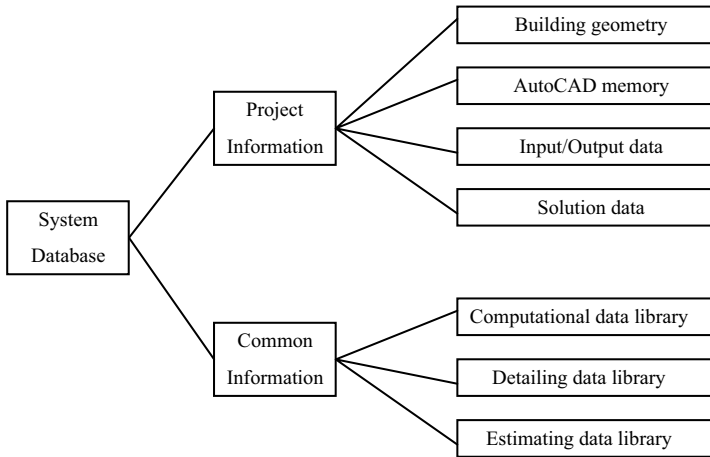 Building geometry
AutoCAD memory
Project
Information
Input/Output data
Solution data
System
Database
Computational data library
Common
Information
Detailing data library
Estimating data library